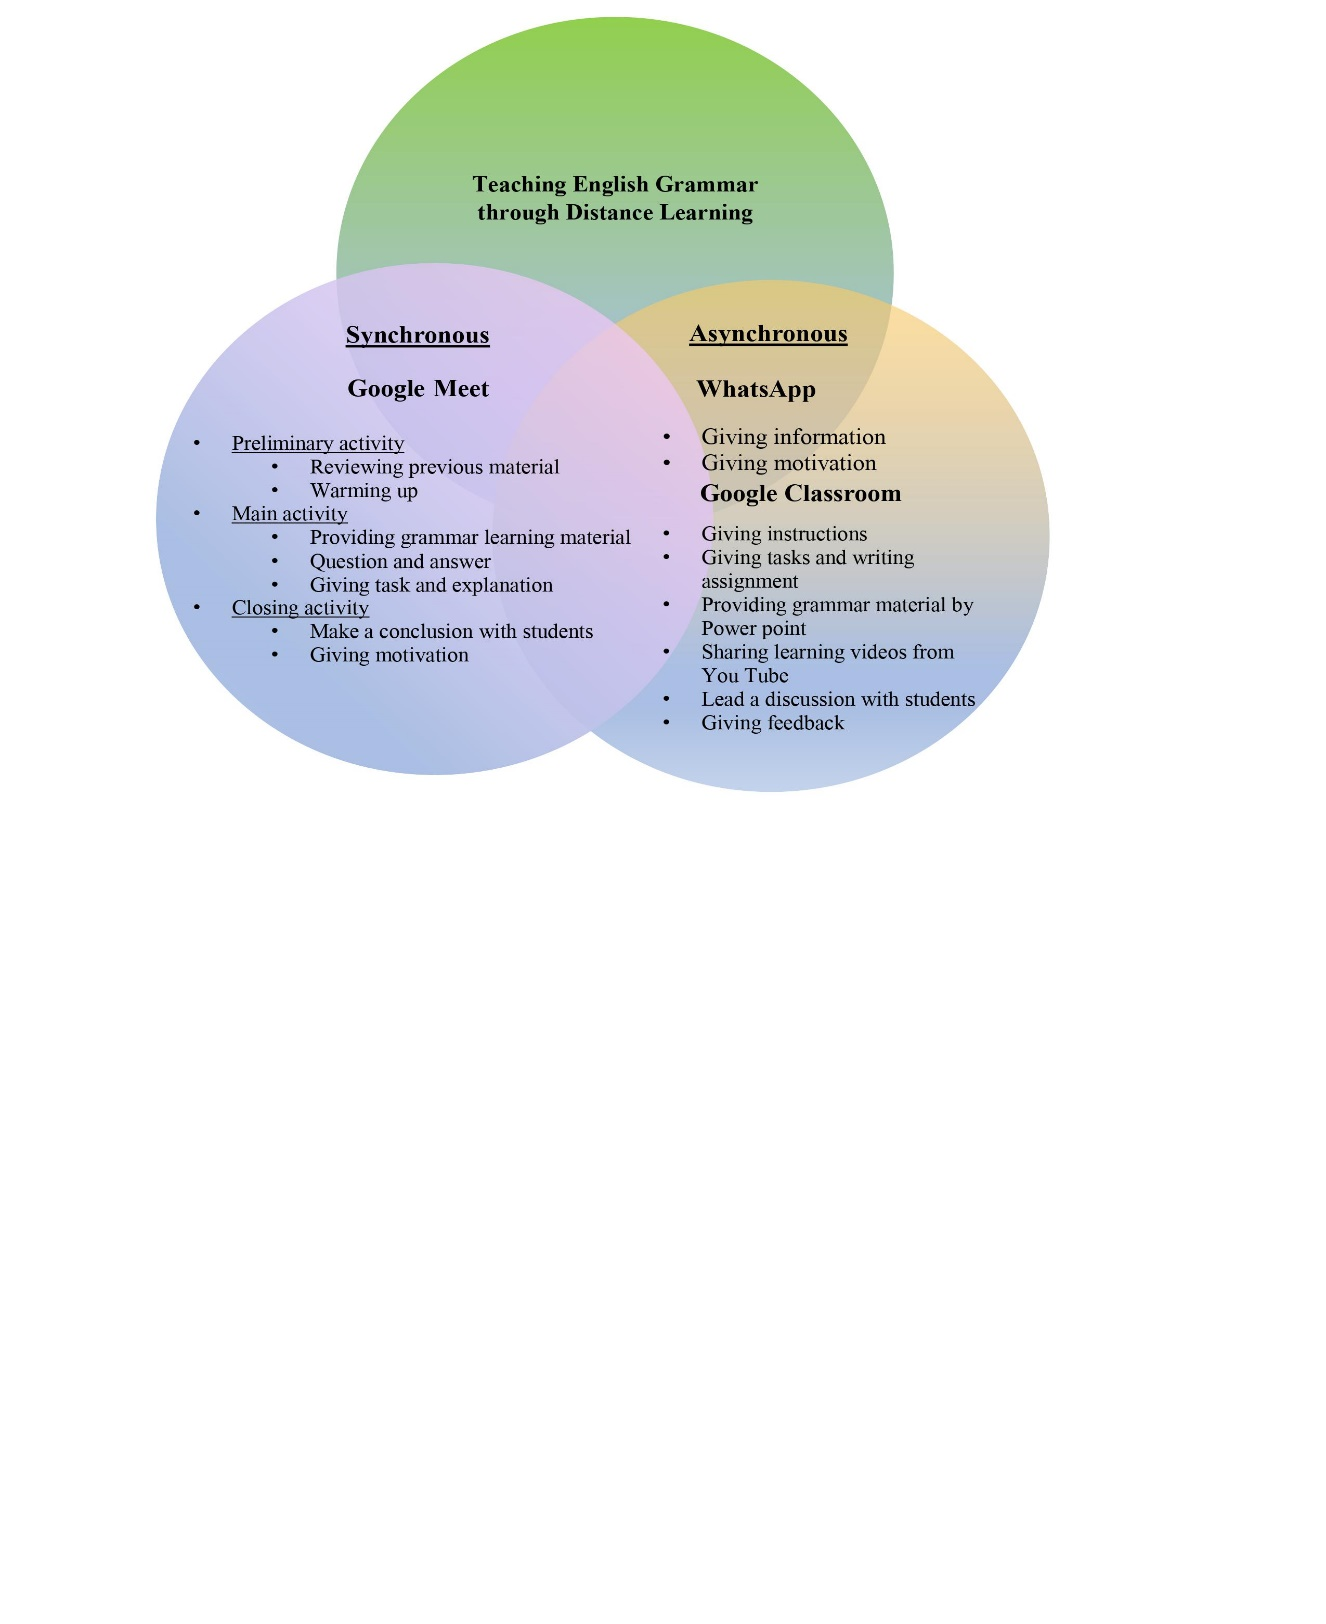 Teaching English Grammar
through Distance Learning
Synchronous
Google Meet
• Preliminary activity
• Reviewing previous material
• Warming up
• Main activity
• Providing grammar learning material
• Question and answer
• Giving task and explanation
• Closing activity
• Make a conclusion with students
• Giving motivation
Asynchronous
WhatsApp
• Giving information
• Giving motivation
Google Classroom
• Giving instructions
• Giving tasks and writing
assignment
• Providing grammar material by
Power point
• Sharing learning videos from
You Tube
• Lead a discussion with students
• Giving feedback